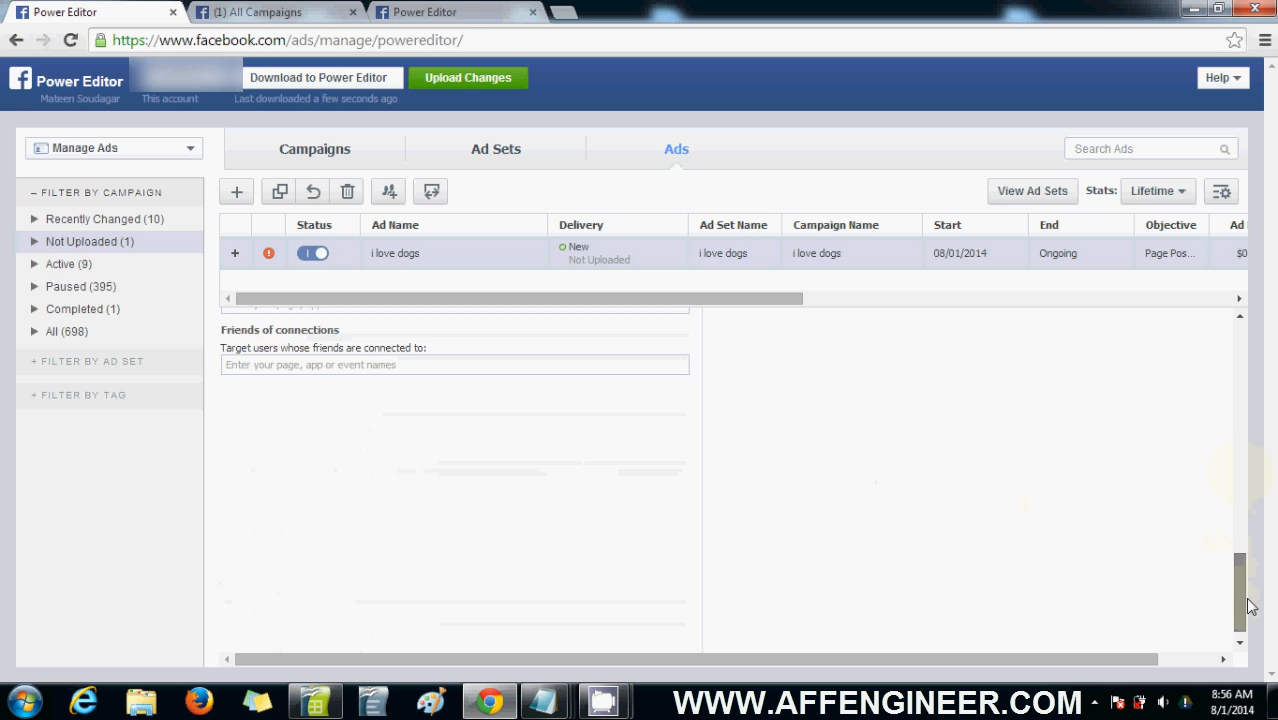 Power Editor
(1) All Campaigns
Power Editor
https://www.facebook.com/ads/manage/powereditor/
Power Editor
Download to Power Editor
Upload Changes
Help
Mateen Soudagar
This account
Last downloaded a few seconds ago
Manage Ads
Campaigns
Ad Sets
Ads
Search Ads
– FILTER BY CAMPAIGN
View Ad Sets
Stats:
Lifetime
Recently Changed (10)
Status
Ad Name
Delivery
Ad Set Name
Campaign Name
Start
End
Objective
Ad
Not Uploaded (1)
i love dogs
New
Not Uploaded
i love dogs
i love dogs
08/01/2014
Ongoing
Page Pos...
$0
Active (9)
Paused (395)
Completed (1)
All (698)
+ FILTER BY AD SET
+ FILTER BY TAG
Friends of connections
Target users whose friends are connected to:
Enter your page, app or event names
WWW.AFFENGINEER.COM
8:56 AM
8/1/2014